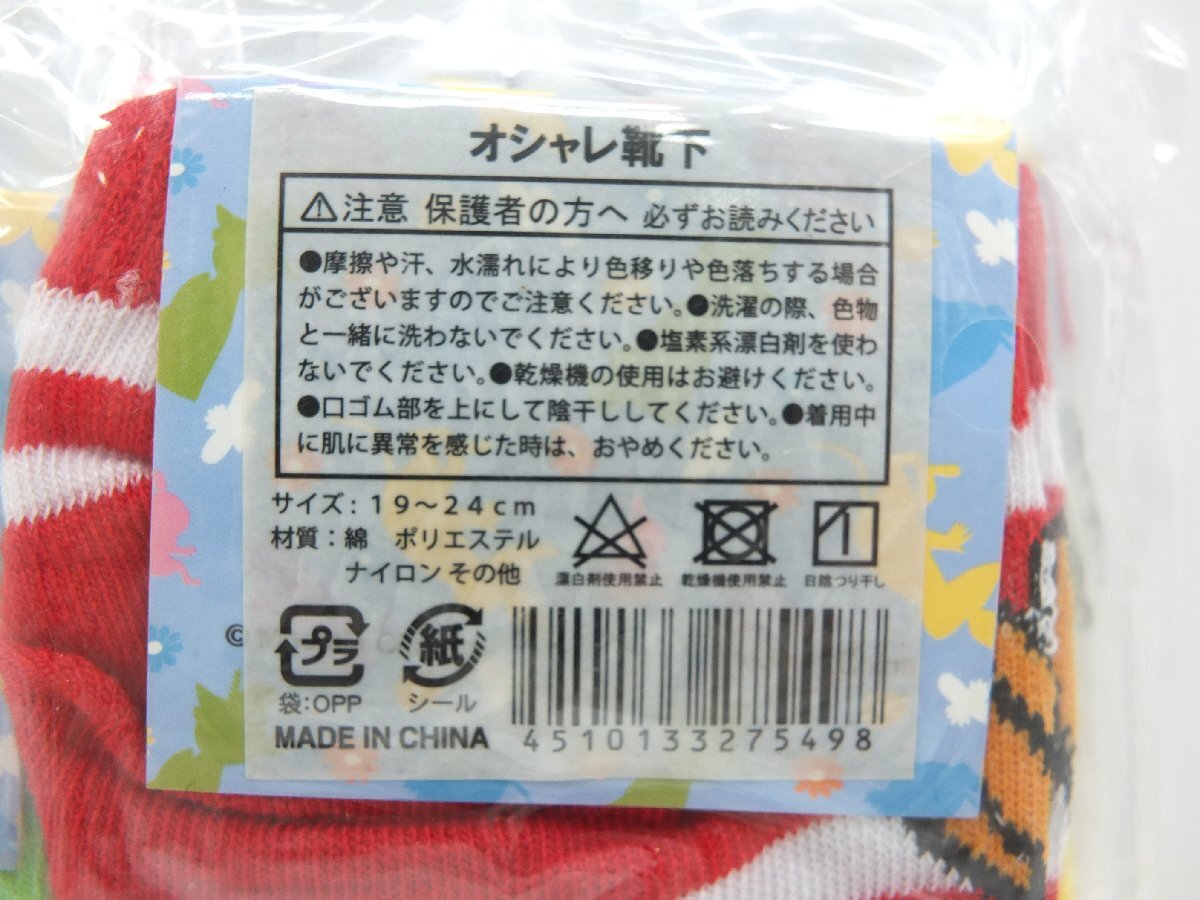 オシャレ靴下
⚠注意 保護者の方へ 必ずお読みください
●摩擦や汗、水濡れにより色移りや色落ちする場合
がございますのでご注意ください。●洗濯の際、色物
と一緒に洗わないでください。●塩素系漂白剤を使わ
ないでください。●乾燥機の使用はお避けください。
●口ゴム部を上にして陰干ししてください。●着用中
に肌に異常を感じた時は、おやめください。
サイズ：19～24cm
材質：綿 ポリエステル
ナイロン その他
漂白剤使用禁止 乾燥機使用禁止 日陰つり干し
プラ 紙
袋：OPP シール
MADE IN CHINA
4510133275498